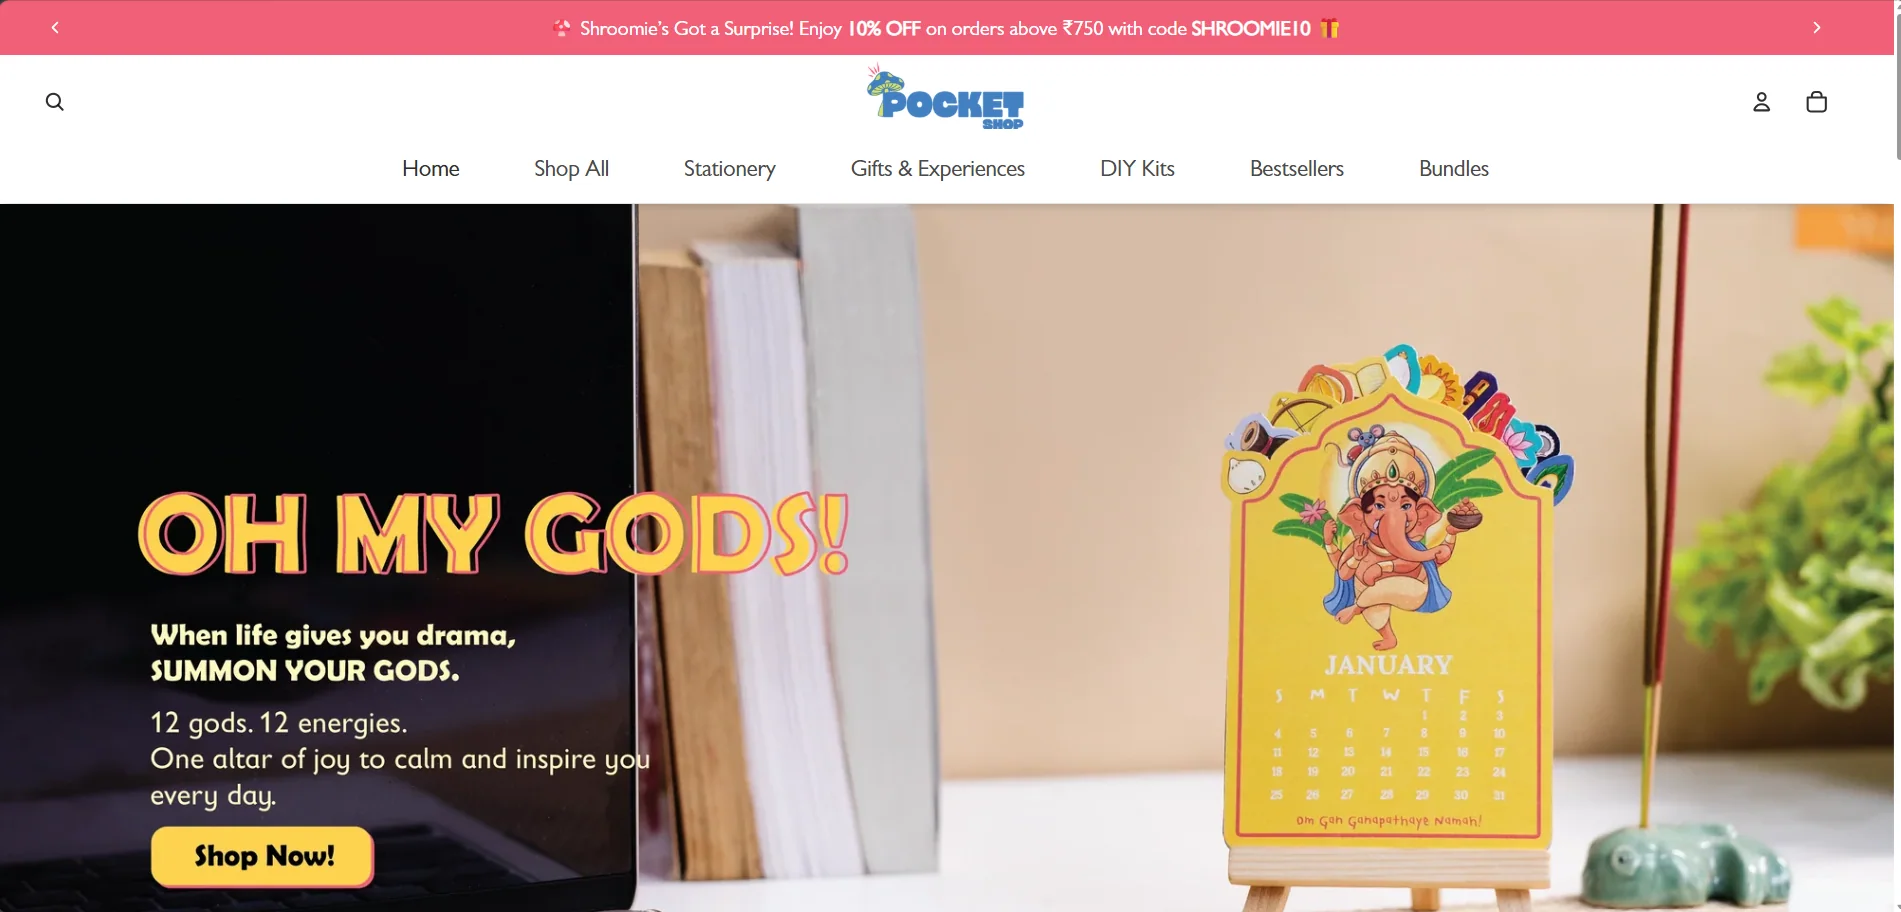 Shroomie's Got a Surprise! Enjoy 10% OFF on orders above ₹750 with code SHROOMIE10
POCKET
SHOP
Home
Shop All
Stationery
Gifts & Experiences
DIY Kits
Bestsellers
Bundles
OH MY GODS!
When life gives you drama,
SUMMON YOUR GODS.
12 gods. 12 energies.
One altar of joy to calm and inspire you
every day.
Shop Now!
JANUARY
S M T W T F S
1 2 3
4 5 6 7 8 9 10
11 12 13 14 15 16 17
18 19 20 21 22 23 24
25 26 27 28 29 30 31
Om Gan Ganapathaye Namah!